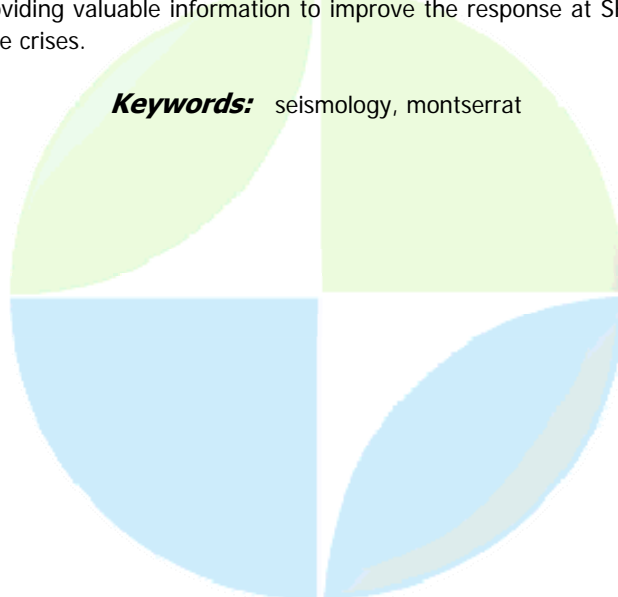 viding valuable information to improve the response at
e crises.
Keywords: seismology, montserrat